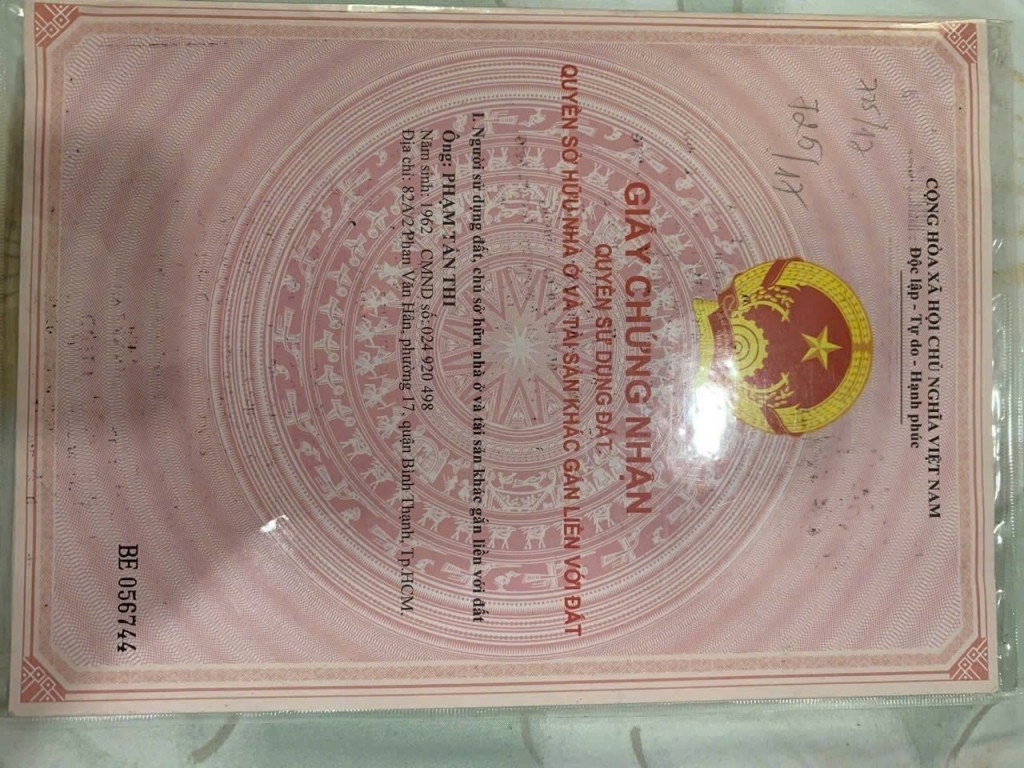 CỘNG HÒA XÃ HỘI CHỦ NGHĨA VIỆT NAM
Độc lập - Tự do - Hạnh phúc
725/17
GIẤY CHỨNG NHẬN
QUYỀN SỬ DỤNG ĐẤT
QUYỀN SỞ HỮU NHÀ Ở VÀ TÀI SẢN KHÁC GẮN LIỀN VỚI ĐẤT
I. Người sử dụng đất, chủ sở hữu nhà ở và tài sản khác gắn liền với đất
Ông: PHẠM TẤN THI
Năm sinh: 1962, CMND số: 024 920 498
Địa chỉ: 82A/2 Phan Văn Hân, phường 17, quận Bình Thạnh, Tp.HCM.
BE 056744